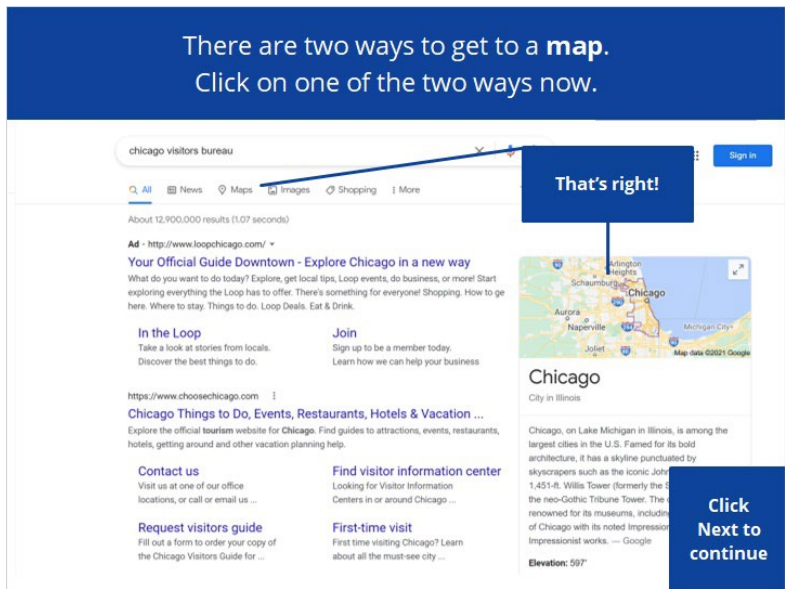 There are two ways to get to a map.
Click on one of the two ways now.
chicago visitors bureau
Sign in
That's right!
All
News
Maps
Images
Shopping
More
About 12,900,000 results (1.07 seconds)
Ad - http://www.loopchicago.com/
Your Official Guide Downtown - Explore Chicago in a new way
What do you want to do today? Explore, get local tips, Loop events, do business, or more! Start
exploring everything the Loop has to offer. There's something for everyone! Shopping. How to ge
here. Where to stay. Things to do. Loop Deals. Eat & Drink.
In the Loop
Take a look at stories from locals.
Discover the best things to do.
Join
Sign up to be a member today.
Learn how we can help your business
https://www.choosechicago.com
Chicago Things to Do, Events, Restaurants, Hotels & Vacation ...
Explore the official tourism website for Chicago. Find guides to attractions, events, restaurants,
hotels, getting around and other vacation planning help.
Contact us
Visit us at one of our office
locations, or call or email us ...
Find visitor information center
Looking for Visitor Information
Centers in or around Chicago ...
Request visitors guide
Fill out a form to order your copy of
the Chicago Visitors Guide for ...
First-time visit
First time visiting Chicago? Learn
about all the must-see city ...
Arlington
Heights
Schaumburg
Chicago
Aurora
Naperville
Michigan City
Joliet
Map data ©2021 Google
Chicago
City in Illinois
Chicago, on Lake Michigan in Illinois, is among the
largest cities in the U.S. Famed for its bold
architecture, it has a skyline punctuated by
skyscrapers such as the iconic John
1,451-ft. Willis Tower (formerly the S
the neo-Gothic Tribune Tower. The
renowned for its museums, including
of Chicago with its noted Impression
Impressionist works. — Google
Elevation: 597′
Click
Next to
continue